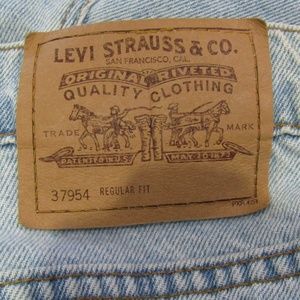 LEVI STRAUSS & CO.
SAN FRANCISCO, CAL.
ORIGINAL RIVETED
QUALITY CLOTHING
TRADE MARK
PATENTED IN U.S. MAY 20 1873
37954 REGULAR FIT